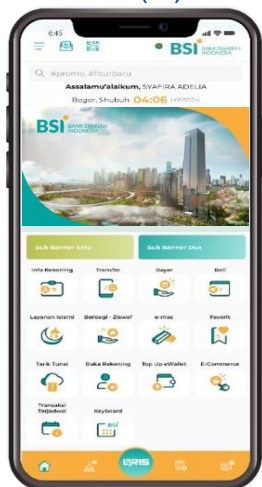 6:45
BSI BANK SYARIAH INDONESIA
#promo, #fiturbaru
Assalamu'alaikum, SYAFIRA ADELIA
Bogor, Shubuh 04:06
BSI BANK SYARIAH INDONESIA
Sub Banner Satu Sub Banner Dua
Info Rekening Transfer Bayar Beli
Layanan Islami Berbagi - Ziswaf e-mas Favorit
Tarik Tunai Buka Rekening Top Up eWallet E-Commerce
Transaksi Terjadwal Keyboard
BSI
QRIS